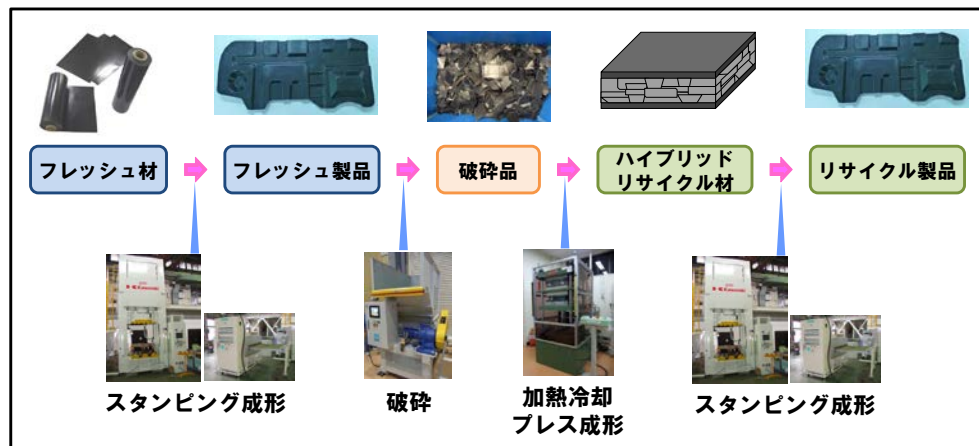 フレッシュ材
フレッシュ製品
破砕品
ハイブリッド
リサイクル材
リサイクル製品
Kawasaki
Kawasaki
スタンピング成形
破砕
加熱冷却
プレス成形
スタンピング成形